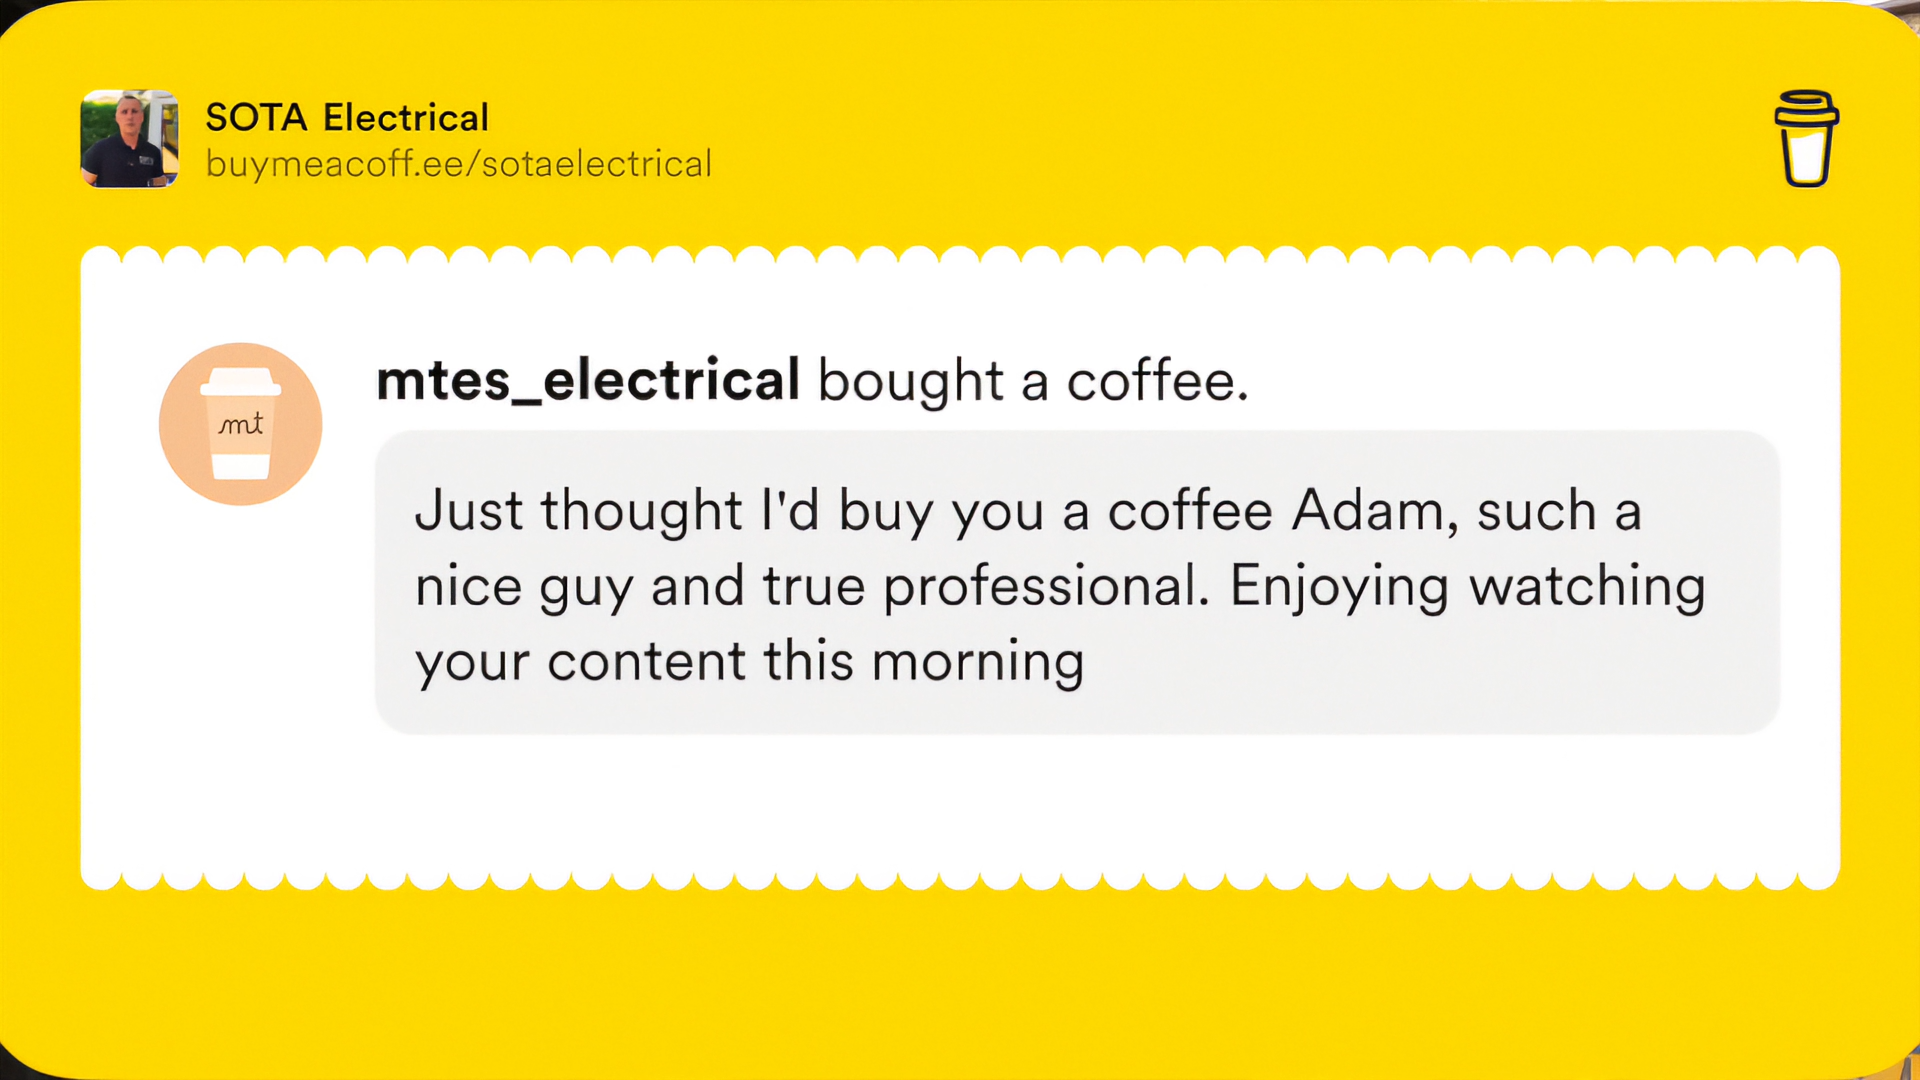 SOTA Electrical
buymeacoff.ee/sotaelectrical
mt
mtes_electrical bought a coffee.
Just thought I'd buy you a coffee Adam, such a
nice guy and true professional. Enjoying watching
your content this morning